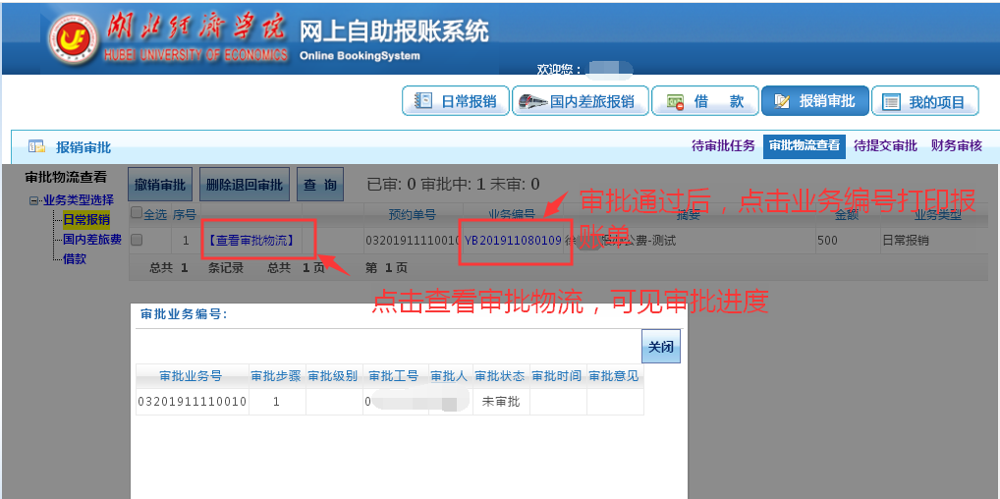 湖北经济学院
HUBEI UNIVERSITY OF ECONOMICS
网上自助报账系统
Online BookingSystem
欢迎您：
日常报销 国内差旅报销 借 款 报销审批 我的项目
报销审批 待审批任务 审批物流查看 待提交审批 财务审核
审批物流查看
业务类型选择
日常报销
国内差旅费
借款
撤销审批 删除退回审批 查 询 已审: 0 审批中: 1 未审: 0
全选 序号 预约单号 业务编号 摘要 金额 业务类型
1 【查看审批物流】 03201911110010 YB201911080109 徐 办公费-测试 500 日常报销
总共 1 条记录 总共 1 页 第 1 页
审批通过后，点击业务编号打印报
账单
点击查看审批物流，可见审批进度
审批业务编号:
关闭
审批业务号 审批步骤 审批级别 审批工号 审批人 审批状态 审批时间 审批意见
03201911110010 1 0 未审批